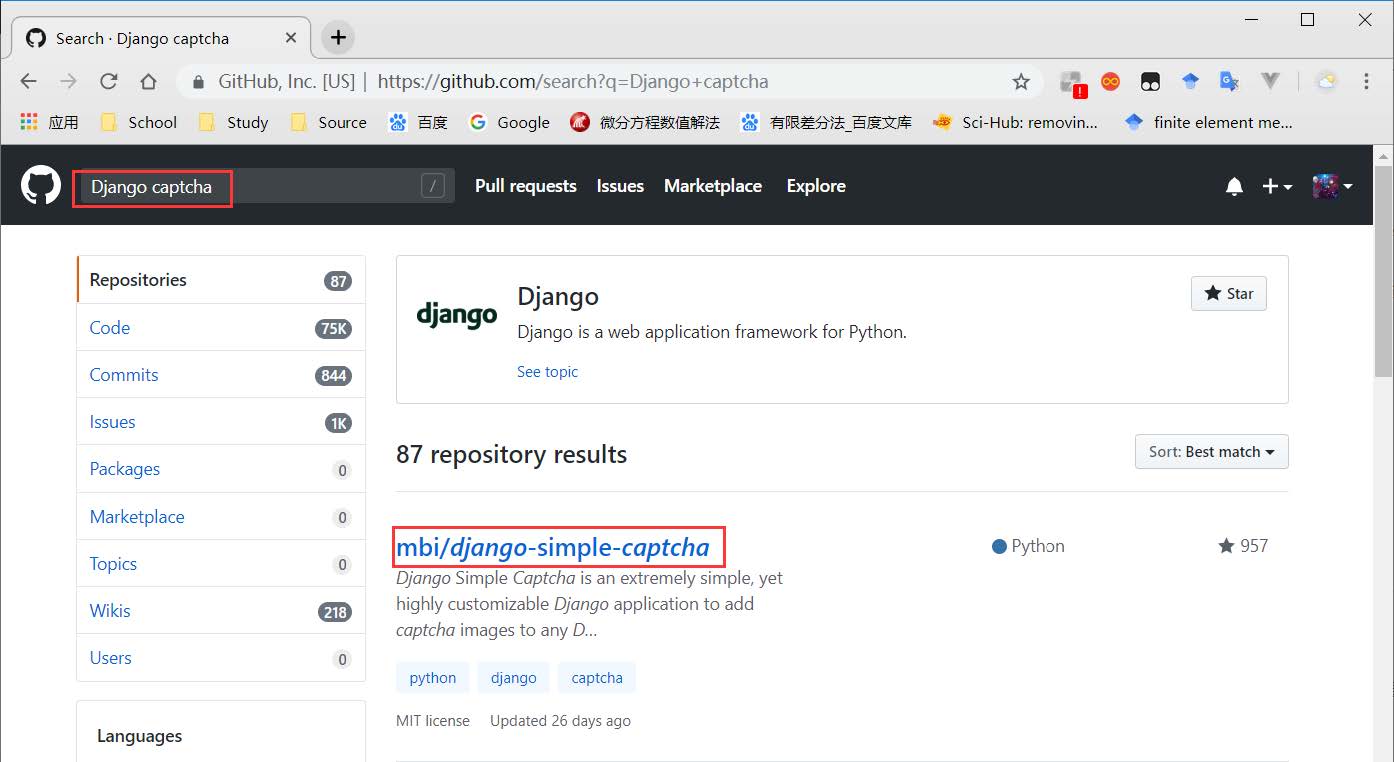 Search · Django captcha
GitHub, Inc. [US] | https://github.com/search?q=Django+captcha
应用 School Study Source 百度 Google 微分方程数值解法 有限差分法_百度文库 Sci-Hub: removin... finite element me...
Django captcha / Pull requests Issues Marketplace Explore
Repositories 87
Code 75K
Commits 844
Issues 1K
Packages 0
Marketplace 0
Topics 0
Wikis 218
Users 0
Languages
django
Django
Star
Django is a web application framework for Python.
See topic
87 repository results
Sort: Best match
mbi/django-simple-captcha
Python
957
Django Simple Captcha is an extremely simple, yet
highly customizable Django application to add
captcha images to any D...
python django captcha
MIT license Updated 26 days ago